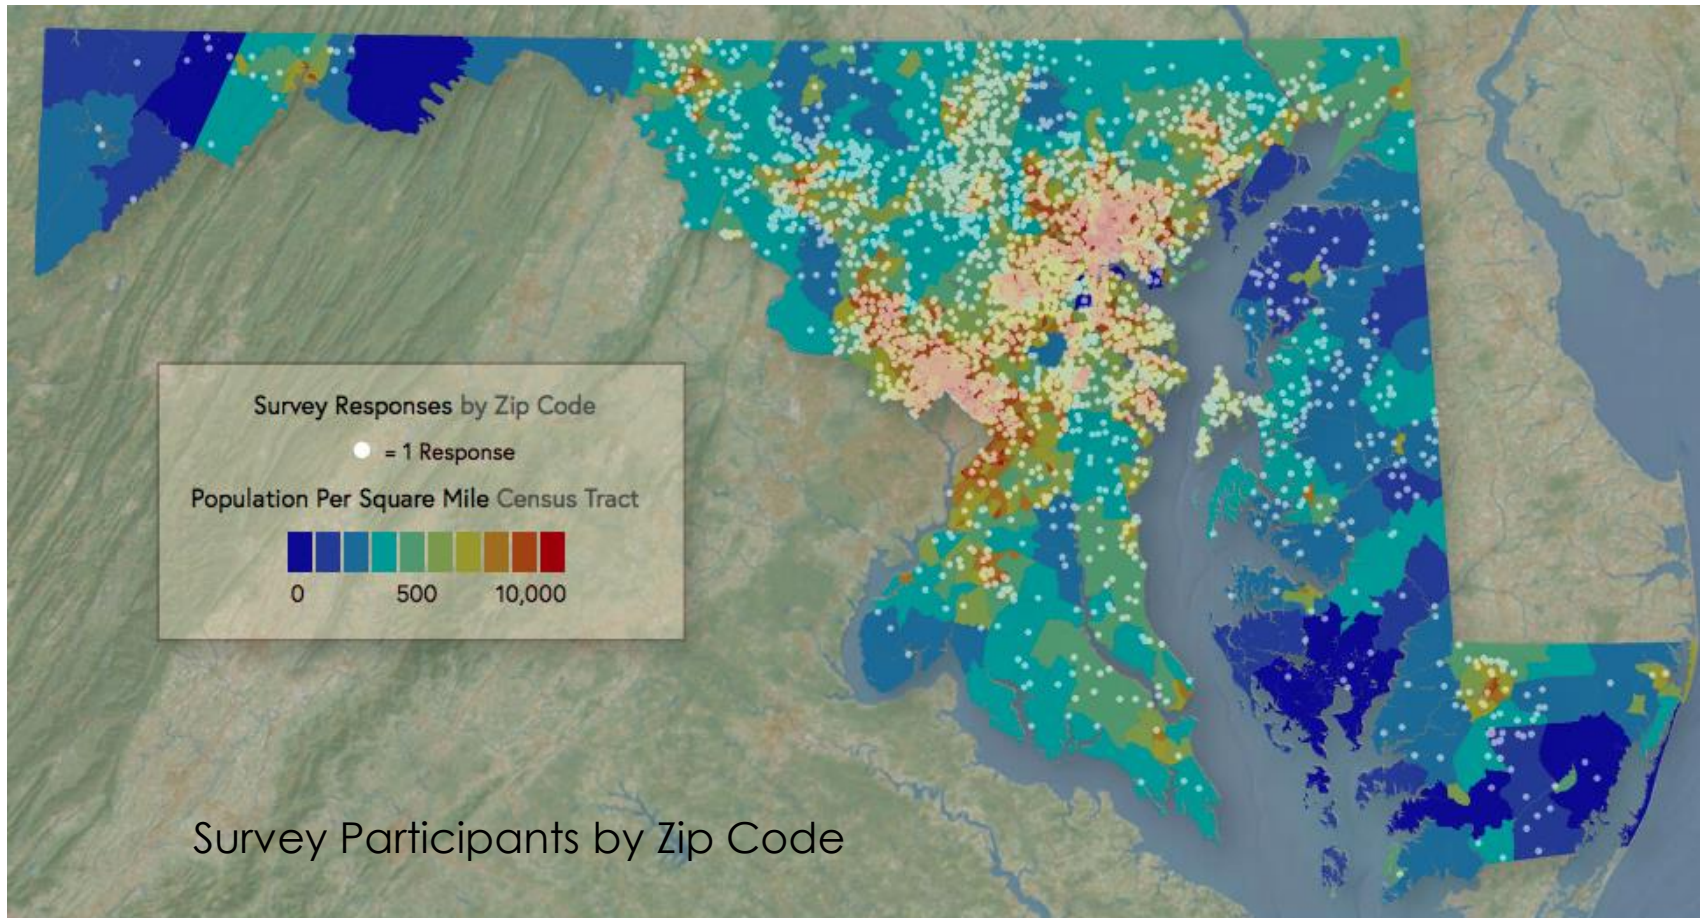 Survey Responses by Zip Code
= 1 Response
Population Per Square Mile Census Tract
0 500 10,000
Survey Participants by Zip Code